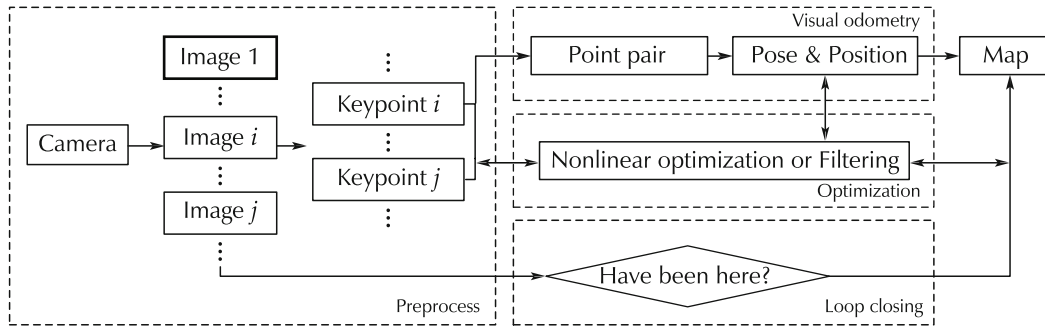 Camera
Image 1
Image i
Image j
Keypoint i
Keypoint j
Preprocess
Visual odometry
Point pair
Pose & Position
Map
Nonlinear optimization or Filtering
Optimization
Have been here?
Loop closing